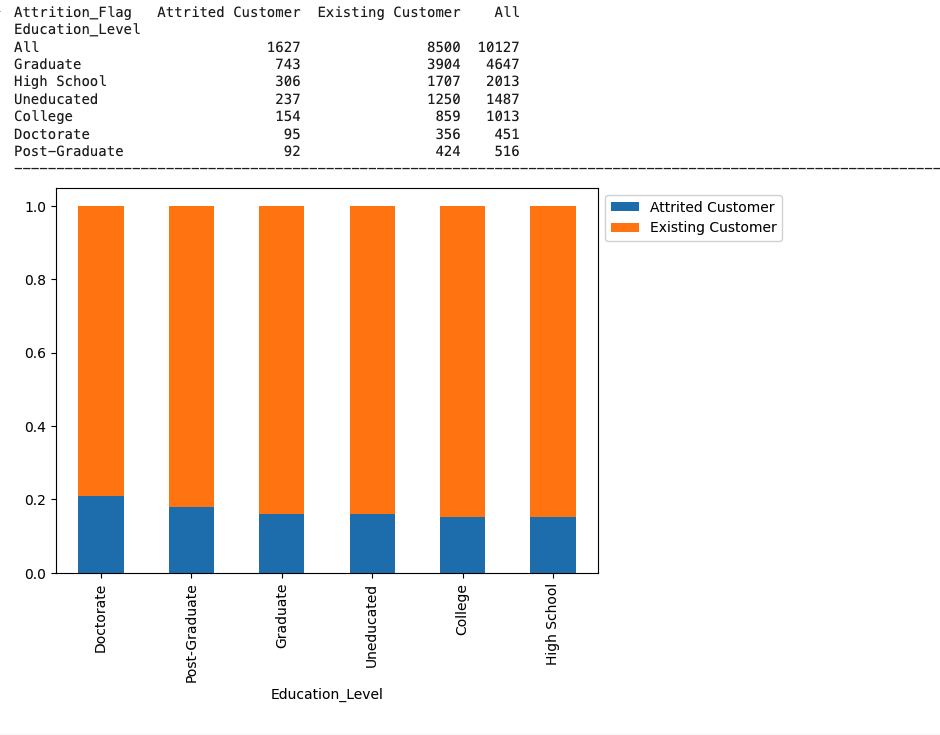 Attrition_Flag   Attrited Customer  Existing Customer    All
Education_Level
All                           1627               8500  10127
Graduate                       743               3904   4647
High School                    306               1707   2013
Uneducated                     237               1250   1487
College                        154                859   1013
Doctorate                       95                356    451
Post-Graduate                   92                424    516
------------------------------------------------------------------------------------------------------------------------
Attrited Customer
Existing Customer
1.0
0.8
0.6
0.4
0.2
0.0
Doctorate
Post-Graduate
Graduate
Uneducated
College
High School
Education_Level